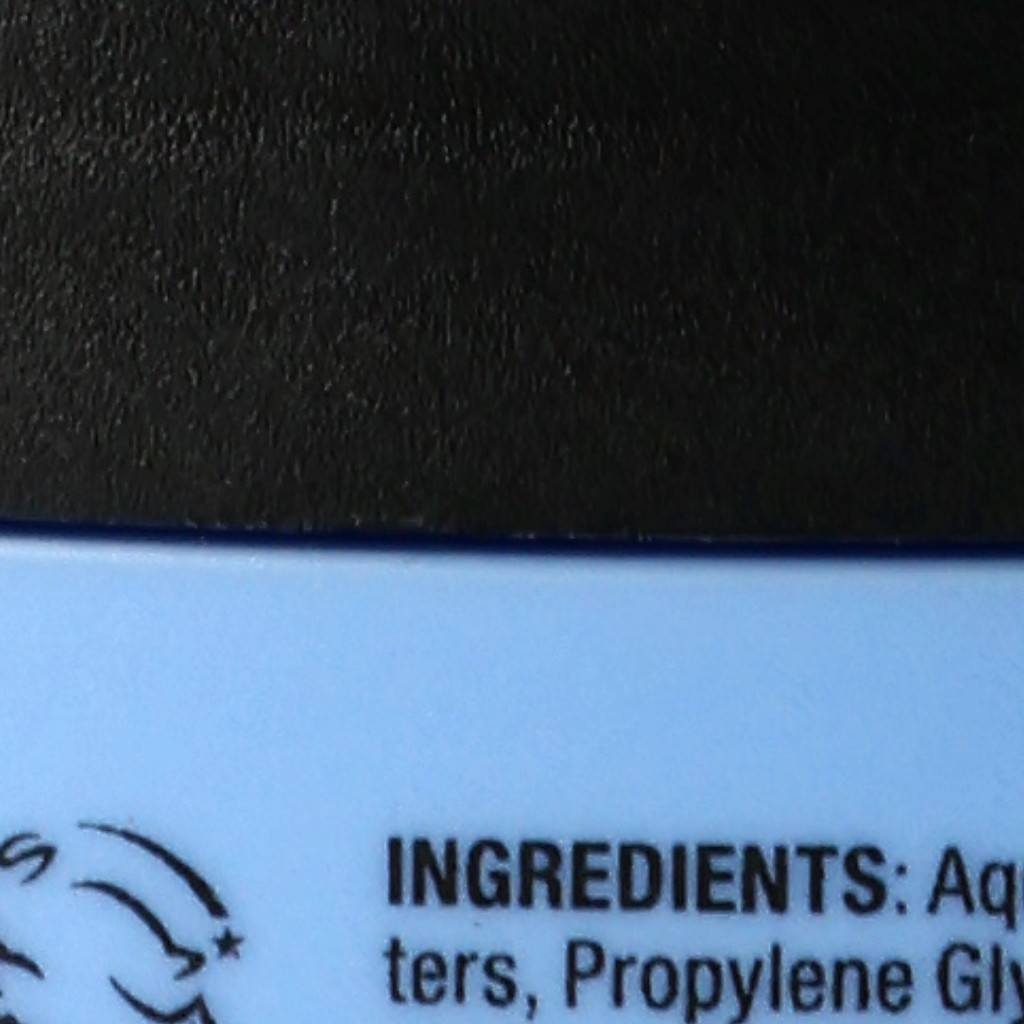 INGREDIENTS: Aq
ters, Propylene Gly